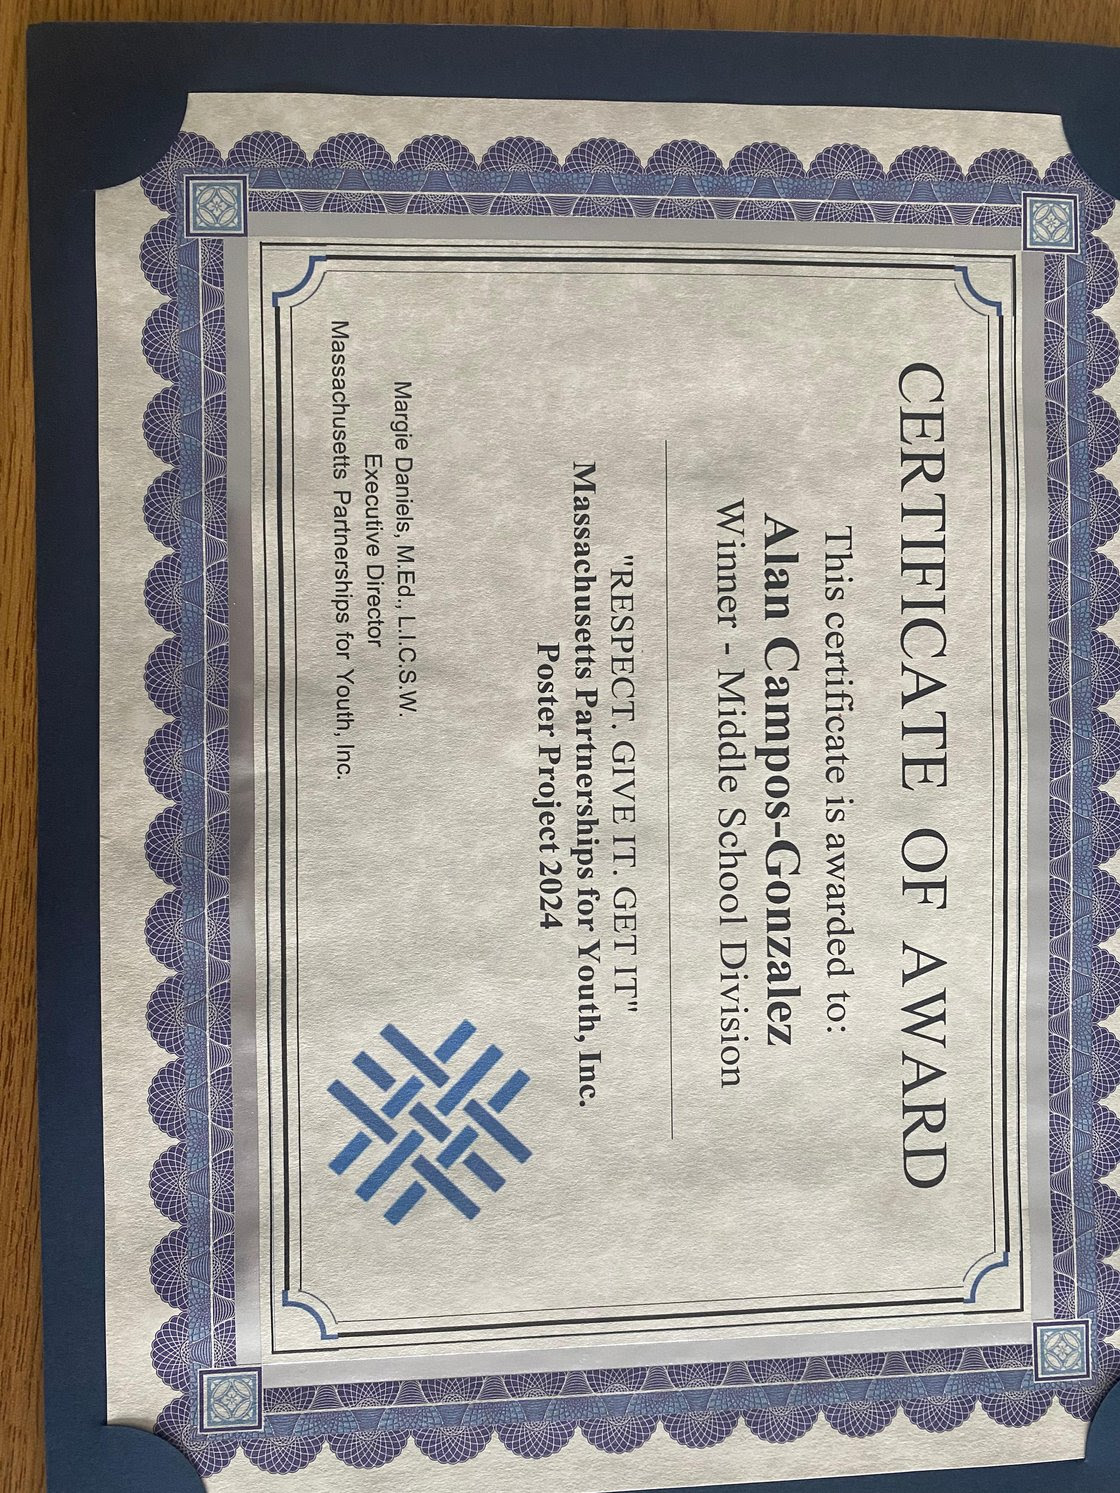 CERTIFICATE OF AWARD
This certificate is awarded to:
Alan Campos-Gonzalez
Winner - Middle School Division
"RESPECT. GIVE IT. GET IT"
Massachusetts Partnerships for Youth, Inc.
Poster Project 2024
Margie Daniels, M.Ed., L.I.C.S.W.
Executive Director
Massachusetts Partnerships for Youth, Inc.